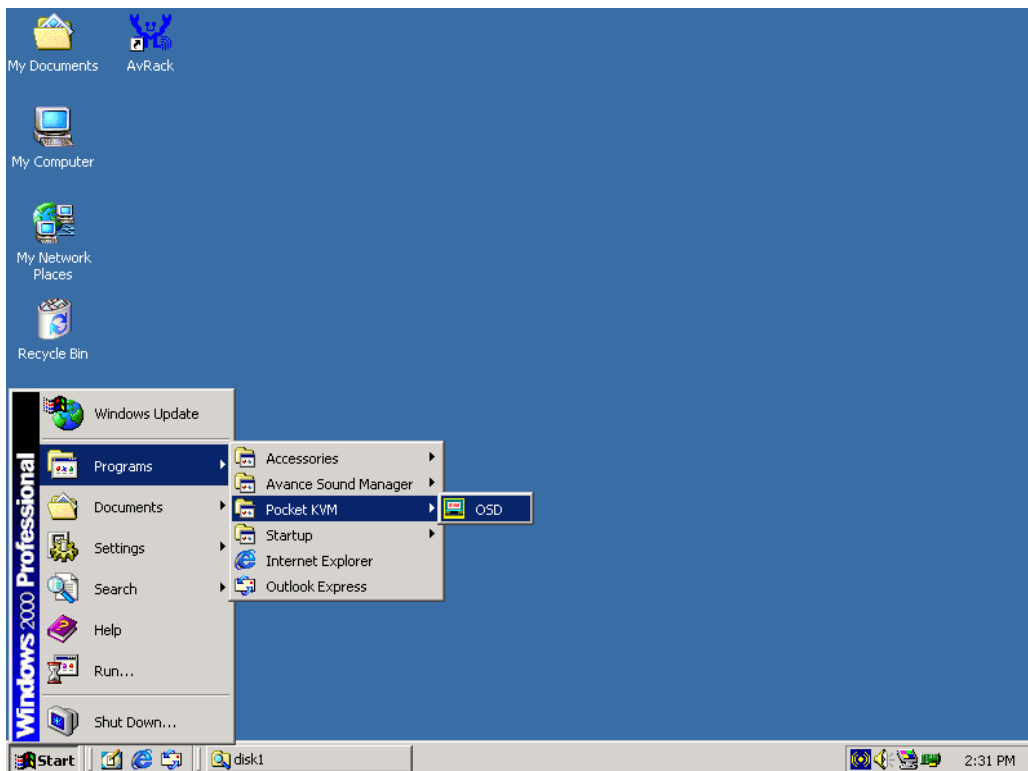 My Documents
AvRack
My Computer
My Network
Places
Recycle Bin
Windows 2000 Professional
Windows Update
Programs
Documents
Settings
Search
Help
Run...
Shut Down...
Accessories
Avance Sound Manager
Pocket KVM
Startup
Internet Explorer
Outlook Express
OSD
Start
disk1
2:31 PM